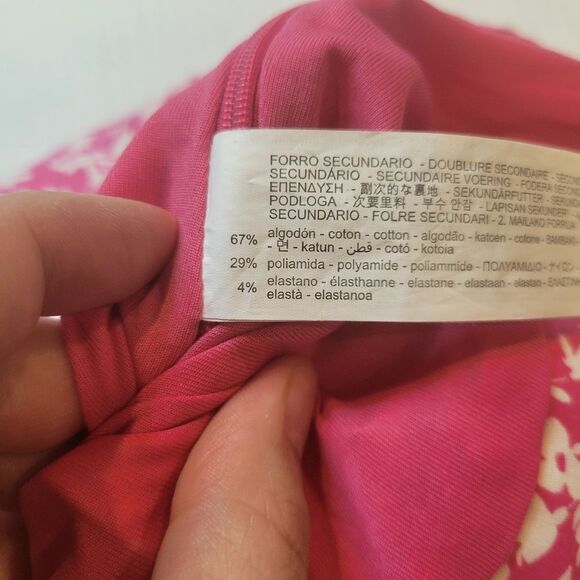 FORRO SECUNDARIO - DOUBLURE SECONDAIRE -
SECUNDÁRIO - SECUNDAIRE VOERING - FODERA
ΕΠΕΝΔΥΣΗ - 副次的な裏地 - SEKUNDÄRFUTTER -
PODLOGA - 次要里料 - 부수 안감 - LAPISAN SEKUNDER -
SECUNDARIO - FOLRE SECUNDARI - 2. MAILAKO FORRUA
67% algodón - coton - cotton - algodão - katoen - cotone -
- 면 - katun - قطن - cotó - kotoia
29% poliamida - polyamide - poliammide - ΠΟΛΥΑΜΙΔΙΟ -
4% elastano - élasthanne - elastane - elastaan - elastan -
elastà - elastanoa